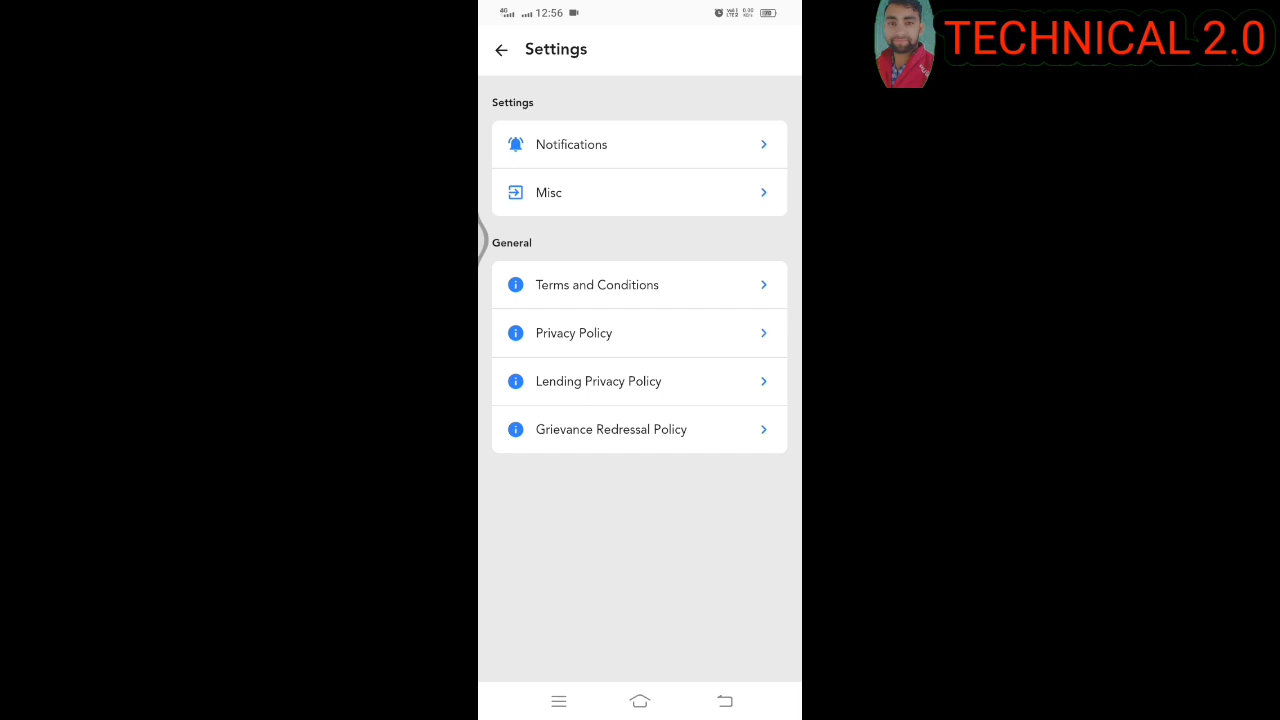 4G 12:56
TECHNICAL 2.0
Settings
Settings
Notifications
Misc
General
Terms and Conditions
Privacy Policy
Lending Privacy Policy
Grievance Redressal Policy